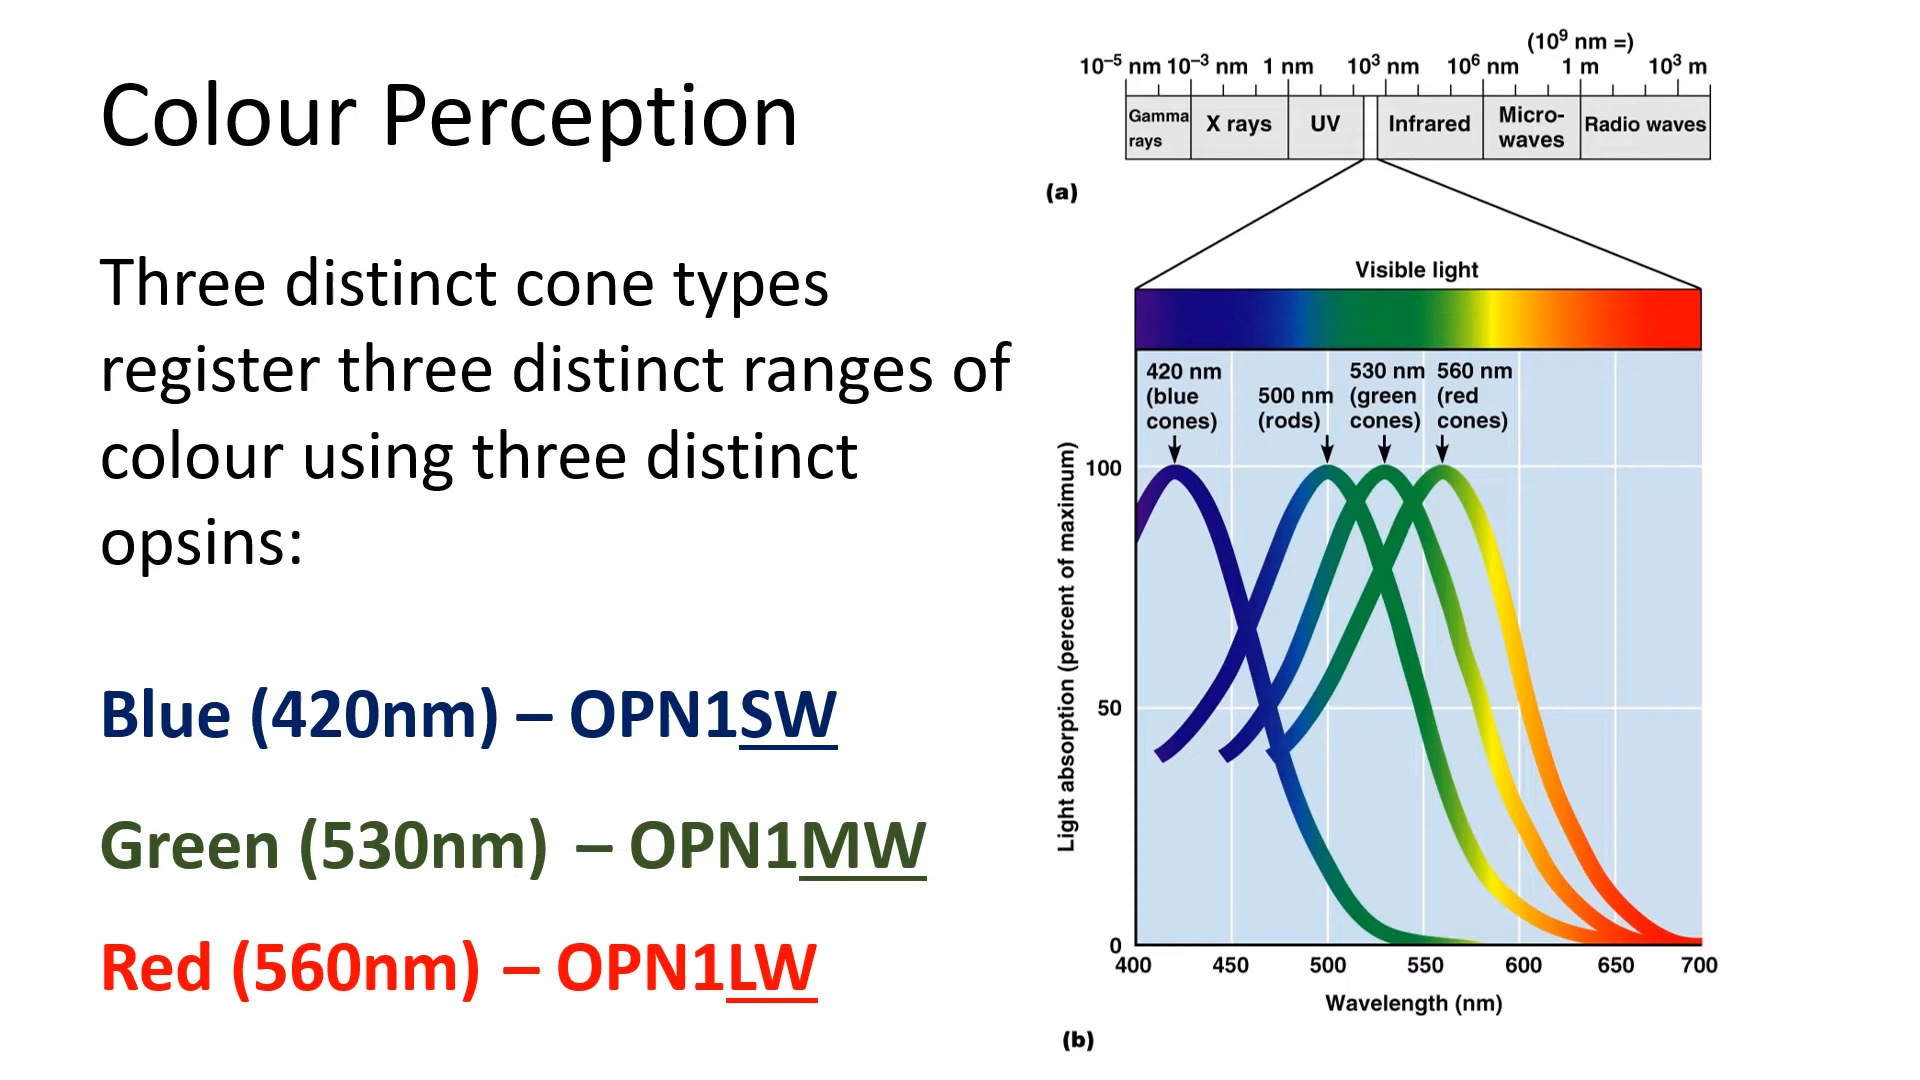 Colour Perception
Three distinct cone types
register three distinct ranges of
colour using three distinct
opsins:
Blue (420nm) – OPN1SW
Green (530nm) – OPN1MW
Red (560nm) – OPN1LW
(10⁹ nm =)
10⁻⁵ nm 10⁻³ nm 1 nm 10³ nm 10⁶ nm 1 m 10³ m
Gamma
rays
X rays
UV
Infrared
Micro-
waves
Radio waves
(a)
Visible light
420 nm
(blue
cones)
500 nm
(rods)
530 nm
(green
cones)
560 nm
(red
cones)
Light absorption (percent of maximum)
100
50
0
400 450 500 550 600 650 700
Wavelength (nm)
(b)